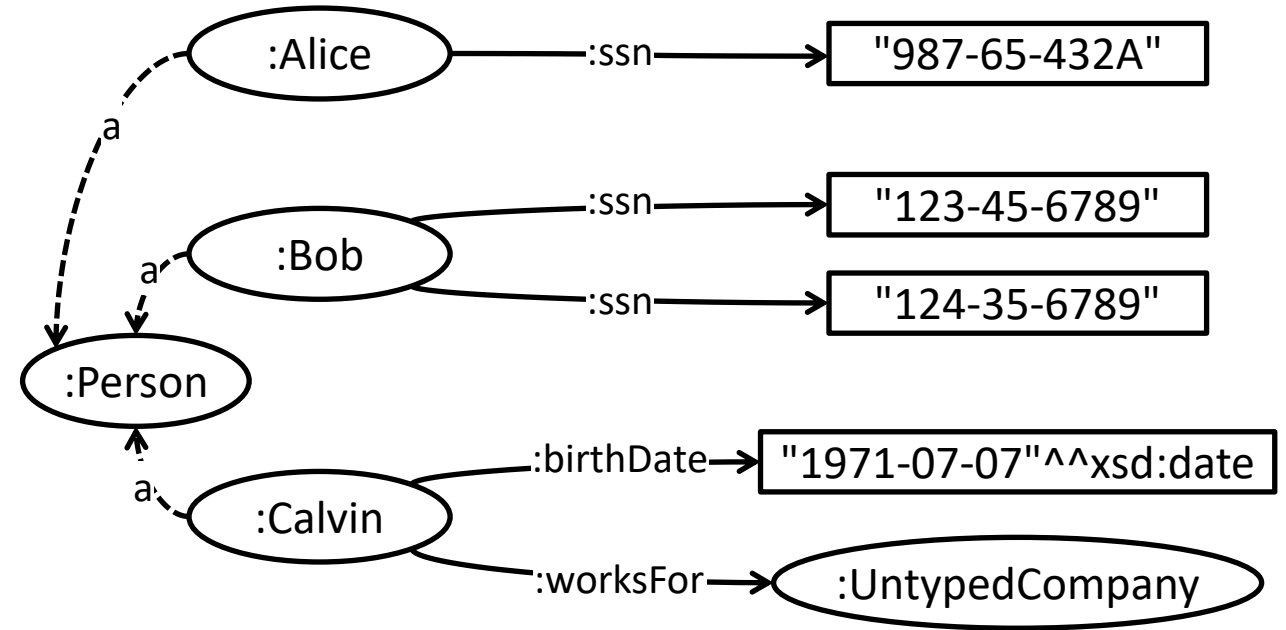 :Alice :ssn "987-65-432A"
a
:ssn "123-45-6789"
:Bob
a
:ssn "124-35-6789"
:Person
:birthDate "1971-07-07"^^xsd:date
a
:Calvin
:worksFor :UntypedCompany